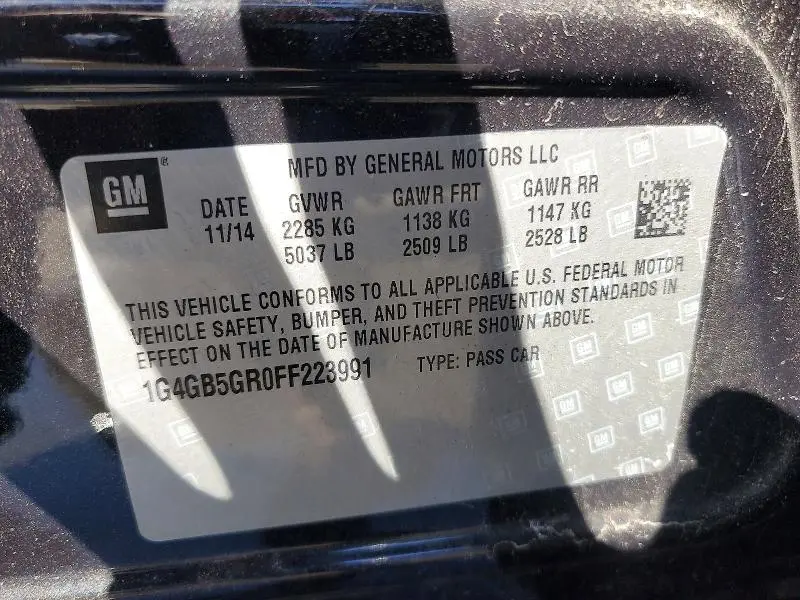 GM
®
MFD BY GENERAL MOTORS LLC
DATE GVWR GAWR FRT GAWR RR
11/14 2285 KG 1138 KG 1147 KG
5037 LB 2509 LB 2528 LB
THIS VEHICLE CONFORMS TO ALL APPLICABLE U.S. FEDERAL MOTOR
VEHICLE SAFETY, BUMPER, AND THEFT PREVENTION STANDARDS IN
EFFECT ON THE DATE OF MANUFACTURE SHOWN ABOVE.
1G4GB5GR0FF223991 TYPE: PASS CAR